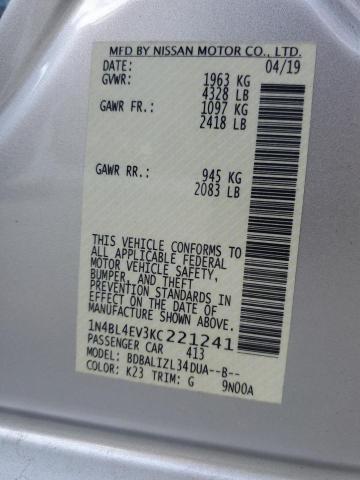 MFD BY NISSAN MOTOR CO., LTD.
DATE: 04/19
GVWR: 1963 KG
4328 LB
GAWR FR.: 1097 KG
2418 LB
GAWR RR.: 945 KG
2083 LB
THIS VEHICLE CONFORMS TO
ALL APPLICABLE FEDERAL
MOTOR VEHICLE SAFETY,
BUMPER, AND THEFT
PREVENTION STANDARDS IN
EFFECT ON THE DATE OF
MANUFACTURE SHOWN ABOVE.
1N4BL4EV3KC221241
PASSENGER CAR 413
MODEL: BDBALIZL34DUA--B--
COLOR: K23 TRIM: G 9N00A